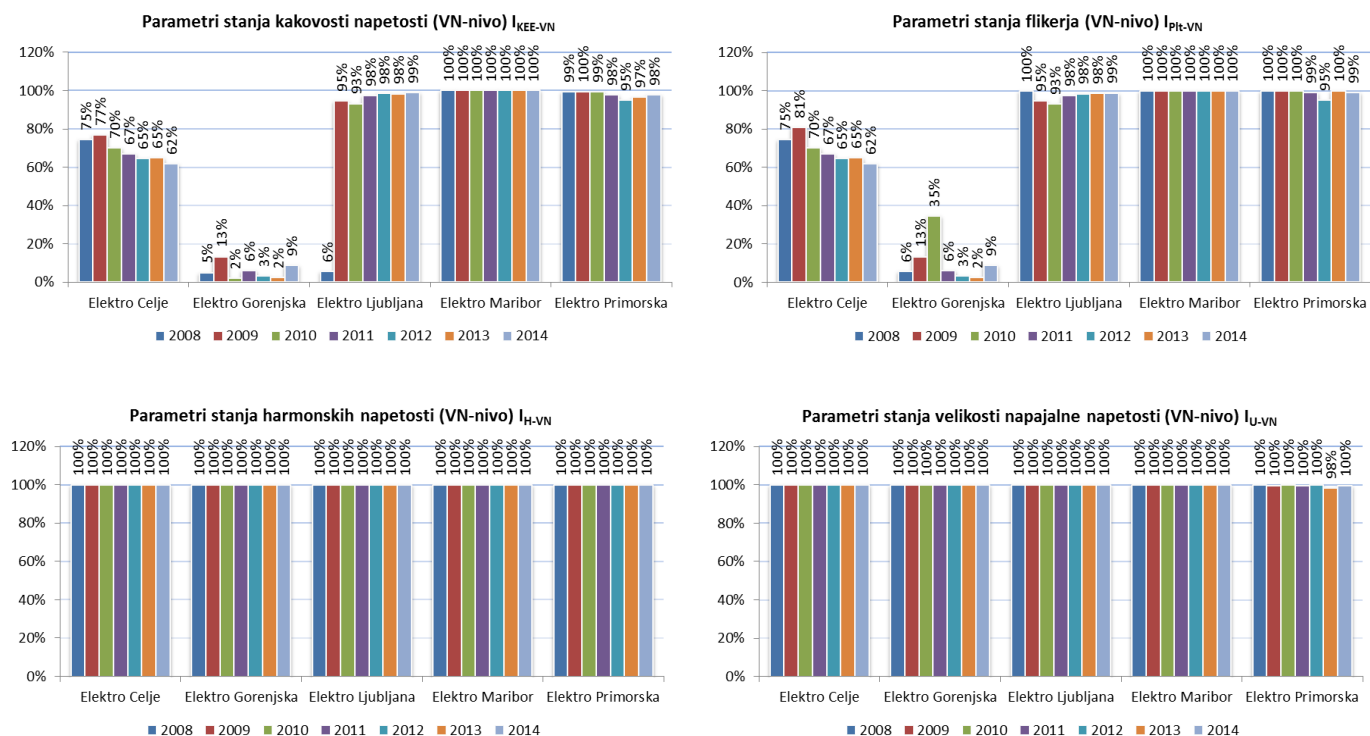 Parametri stanja kakovosti napetosti (VN-nivo) I_KEE-VN
120%
100%
80%
60%
40%
20%
0%
75% 77% 70% 67% 65% 65% 62%
5% 13% 2% 6% 3% 2% 9%
6% 95% 93% 98% 98% 98% 99%
100% 100% 100% 100% 100% 100% 100%
99% 100% 99% 98% 95% 97% 98%
Elektro Celje Elektro Gorenjska Elektro Ljubljana Elektro Maribor Elektro Primorska
2008 2009 2010 2011 2012 2013 2014
Parametri stanja flikerja (VN-nivo) I_Plt-VN
120%
100%
80%
60%
40%
20%
0%
75% 81% 70% 67% 65% 65% 62%
6% 13% 35% 6% 3% 2% 9%
100% 95% 93% 98% 98% 98% 99%
100% 100% 100% 100% 100% 100% 100%
100% 100% 100% 99% 95% 100% 99%
Elektro Celje Elektro Gorenjska Elektro Ljubljana Elektro Maribor Elektro Primorska
2008 2009 2010 2011 2012 2013 2014
Parametri stanja harmonskih napetosti (VN-nivo) I_H-VN
120%
100%
80%
60%
40%
20%
0%
100% 100% 100% 100% 100% 100% 100%
100% 100% 100% 100% 100% 100% 100%
100% 100% 100% 100% 100% 100% 100%
100% 100% 100% 100% 100% 100% 100%
100% 100% 100% 100% 100% 100% 100%
Elektro Celje Elektro Gorenjska Elektro Ljubljana Elektro Maribor Elektro Primorska
2008 2009 2010 2011 2012 2013 2014
Parametri stanja velikosti napajalne napetosti (VN-nivo) I_U-VN
120%
100%
80%
60%
40%
20%
0%
100% 100% 100% 100% 100% 100% 100%
100% 100% 100% 100% 100% 100% 100%
100% 100% 100% 100% 100% 100% 100%
100% 100% 100% 100% 100% 100% 100%
100% 100% 100% 100% 100% 98% 100%
Elektro Celje Elektro Gorenjska Elektro Ljubljana Elektro Maribor Elektro Primorska
2008 2009 2010 2011 2012 2013 2014